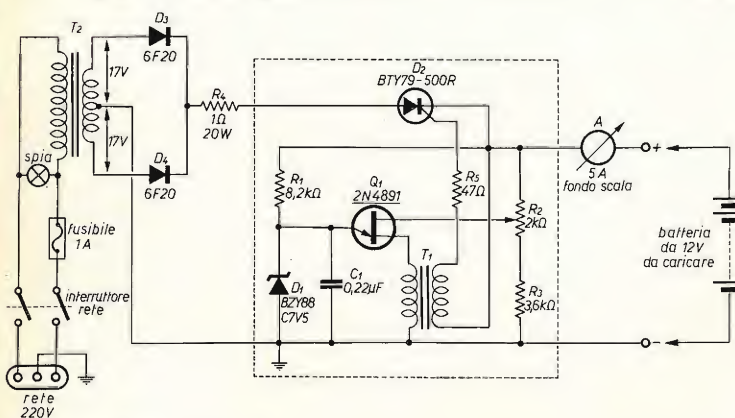 T2
D3
6F20
17V
17V
D4
6F20
R4
1Ω
20W
spia
fusibile
1A
interruttore
rete
rete
220V
D2
BTY79-500R
R1
8,2kΩ
Q1
2N4891
R5
47Ω
R2
2kΩ
T1
C1
0,22µF
D1
BZY88
C7V5
R3
3,6kΩ
A
5A
fondo scala
+
-
batteria
da 12V
da caricare